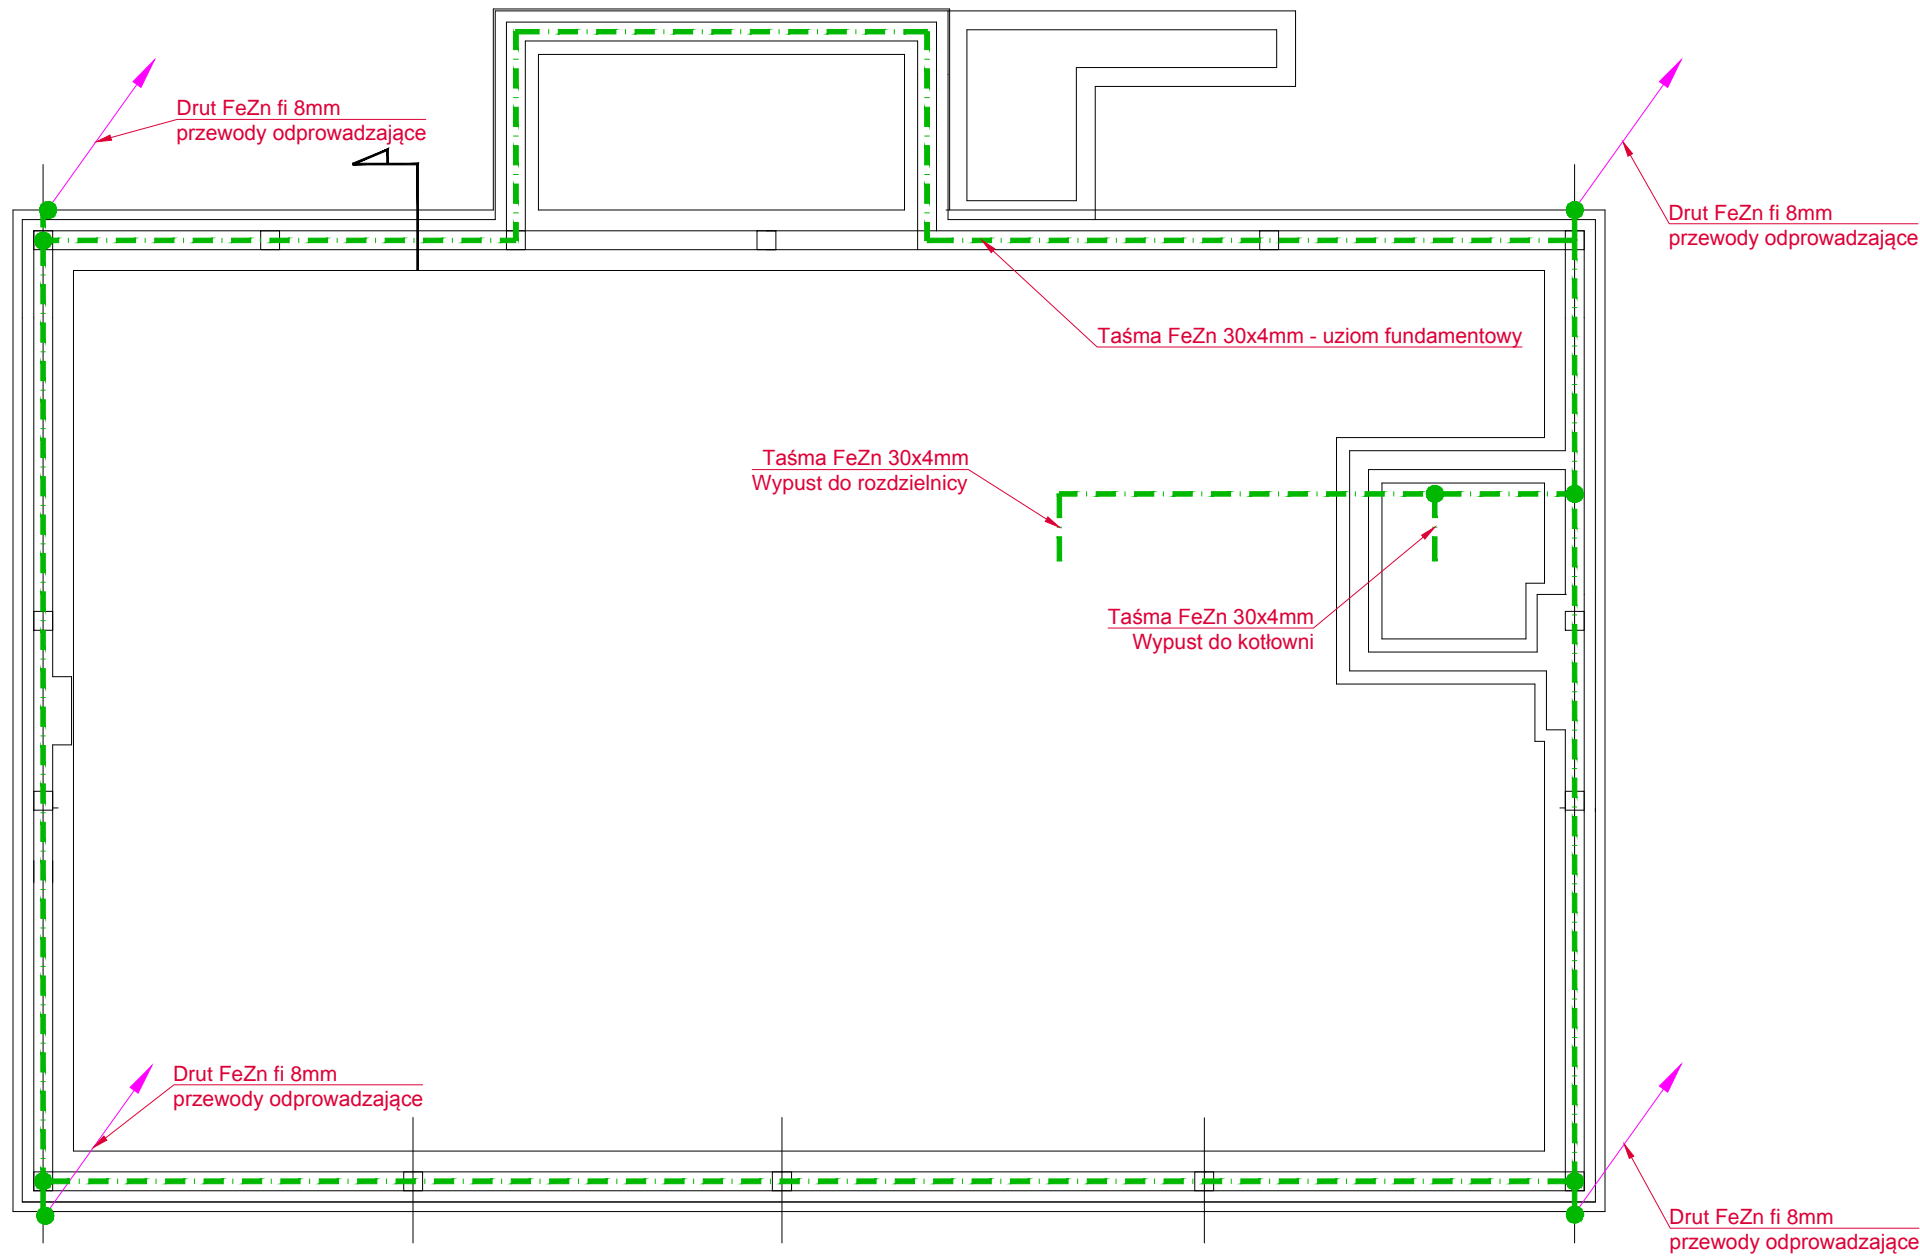 Drut FeZn fi 8mm
przewody odprowadzające
Drut FeZn fi 8mm
przewody odprowadzające
Taśma FeZn 30x4mm - uziom fundamentowy
Taśma FeZn 30x4mm
Wypust do rozdzielnicy
Taśma FeZn 30x4mm
Wypust do kotłowni
Drut FeZn fi 8mm
przewody odprowadzające
Drut FeZn fi 8mm
przewody odprowadzające